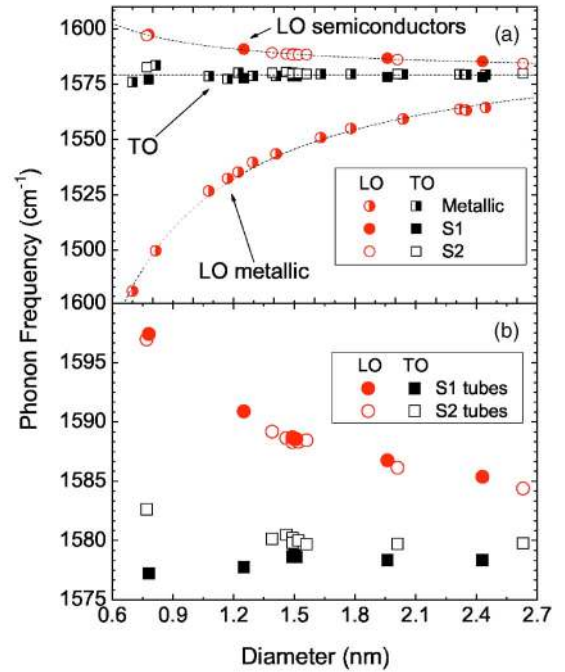 1600
1575
1550
1525
1500
1600
1595
1590
1585
1580
1575
Phonon Frequency (cm⁻¹)
LO semiconductors
(a)
TO
LO metallic
LO TO
Metallic
S1
S2
(b)
LO TO
S1 tubes
S2 tubes
0.6 0.9 1.2 1.5 1.8 2.1 2.4 2.7
Diameter (nm)